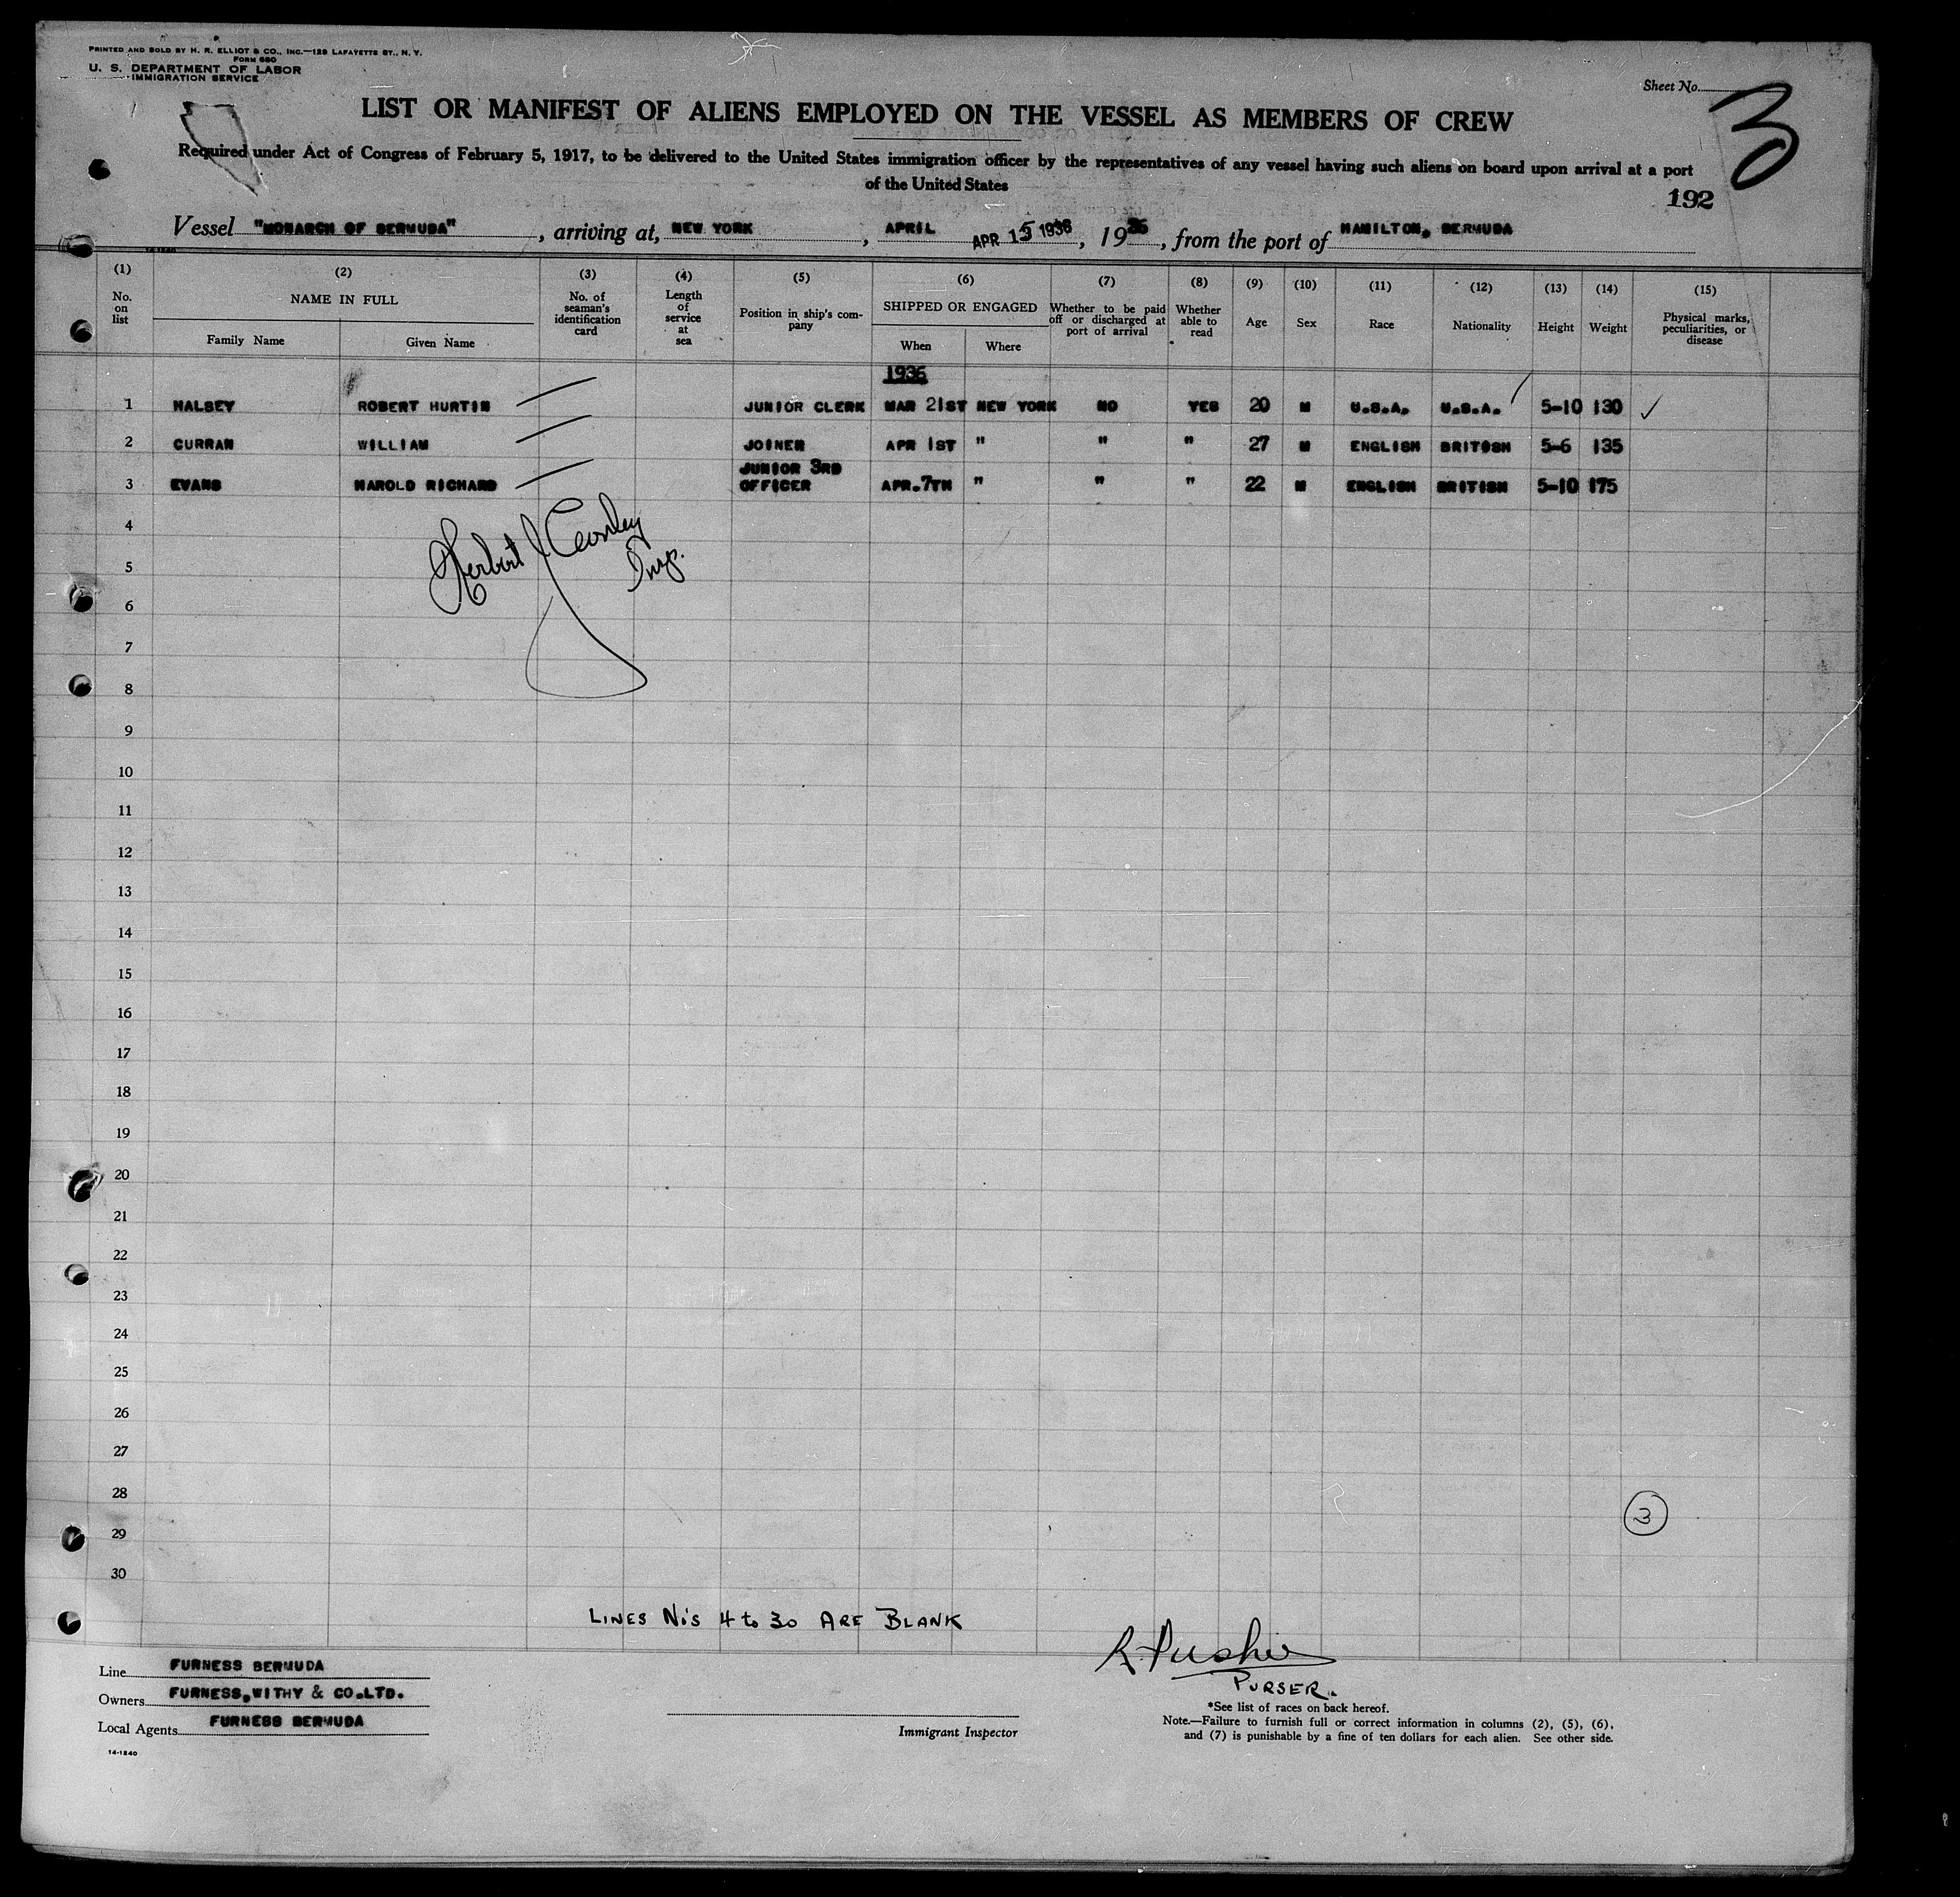 PRINTED AND SOLD BY H. R. ELLIOT & CO., INC.—129 LAFAYETTE ST., N. Y.
FORM 680
U. S. DEPARTMENT OF LABOR
IMMIGRATION SERVICE
Sheet No. 3
LIST OR MANIFEST OF ALIENS EMPLOYED ON THE VESSEL AS MEMBERS OF CREW
Required under Act of Congress of February 5, 1917, to be delivered to the United States immigration officer by the representatives of any vessel having such aliens on board upon arrival at a port
of the United States
192
Vessel "MONARCH OF BERMUDA", arriving at, NEW YORK, APRIL APR 15 1936, 1936, from the port of HAMILTON, BERMUDA
14-1240
(1) (2) (3) (4) (5) (6) (7) (8) (9) (10) (11) (12) (13) (14) (15)
No. on list NAME IN FULL Family Name Given Name No. of seaman's identification card Length of service at sea Position in ship's company SHIPPED OR ENGAGED When Where Whether to be paid off or discharged at port of arrival Whether able to read Age Sex Race Nationality Height Weight Physical marks, peculiarities, or disease
1936
1 HALSEY ROBERT HURTIN JUNIOR CLERK MAR 21ST NEW YORK NO YES 20 M U.S.A. U.S.A. 5-10 130 ✓
2 CURRAN WILLIAM JOINER APR 1ST " " " 27 M ENGLISH BRITISH 5-6 135
3 EVANS HAROLD RICHARD JUNIOR 3RD OFFICER APR.7TH " " " 22 M ENGLISH BRITISH 5-10 175
4
Herbert J Insp.
5
6
7
8
9
10
11
12
13
14
15
16
17
18
19
20
21
22
23
24
25
26
27
28
3
29
30
LINES No's 4 to 30 ARE BLANK
PURSER.
Line FURNESS BERMUDA
Owners FURNESS, WITHY & CO.LTD.
Local Agents FURNESS BERMUDA
14-1240
Immigrant Inspector
*See list of races on back hereof.
Note.—Failure to furnish full or correct information in columns (2), (5), (6),
and (7) is punishable by a fine of ten dollars for each alien. See other side.